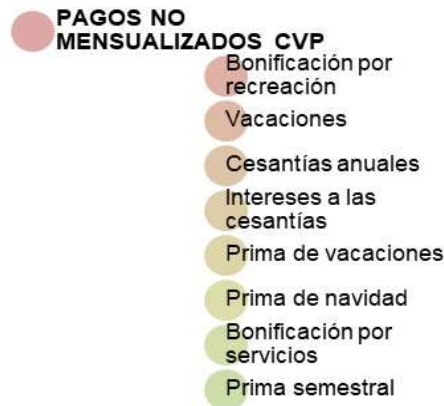 PAGOS NO
MENSUALIZADOS CVP
Bonificación por
recreación
Vacaciones
Cesantías anuales
Intereses a las
cesantías
Prima de vacaciones
Prima de navidad
Bonificación por
servicios
Prima semestral